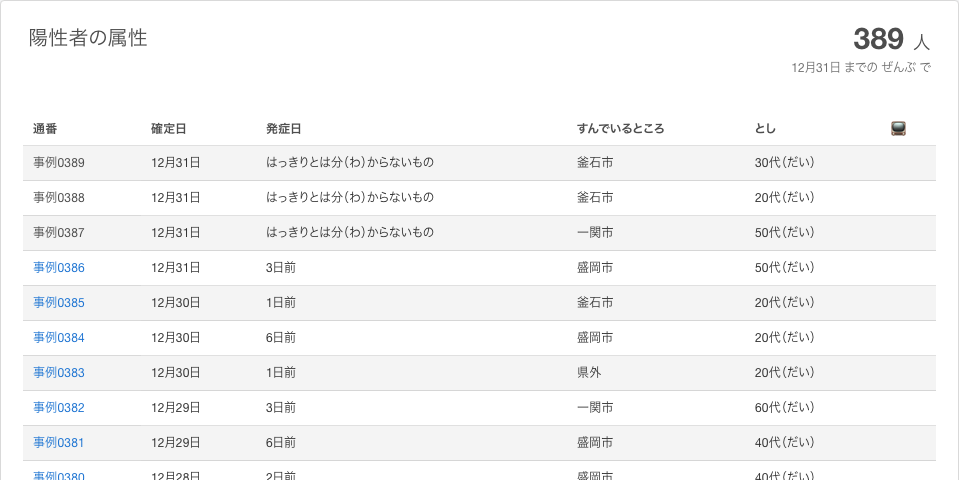 陽性者の属性
389 人
12月31日 までの ぜんぶ で
通番 確定日 発症日 すんでいるところ とし
事例0389 12月31日 はっきりとは分（わ）からないもの 釜石市 30代（だい）
事例0388 12月31日 はっきりとは分（わ）からないもの 釜石市 20代（だい）
事例0387 12月31日 はっきりとは分（わ）からないもの 一関市 50代（だい）
事例0386 12月31日 3日前 盛岡市 50代（だい）
事例0385 12月30日 1日前 釜石市 20代（だい）
事例0384 12月30日 6日前 盛岡市 20代（だい）
事例0383 12月30日 1日前 県外 20代（だい）
事例0382 12月29日 3日前 一関市 60代（だい）
事例0381 12月29日 6日前 盛岡市 40代（だい）
事例0380 12月28日 2日前 盛岡市 40代（だい）